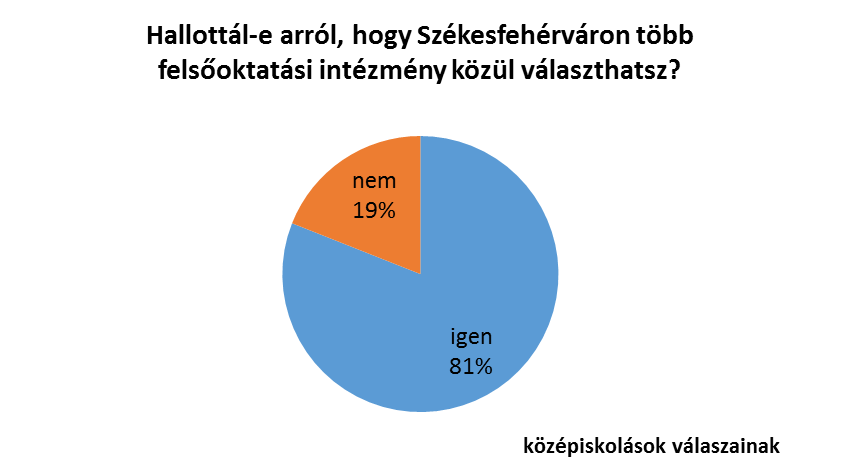 Hallottál-e arról, hogy Székesfehérváron több
felsőoktatási intézmény közül választhatsz?
nem
19%
igen
81%
középiskolások válaszainak